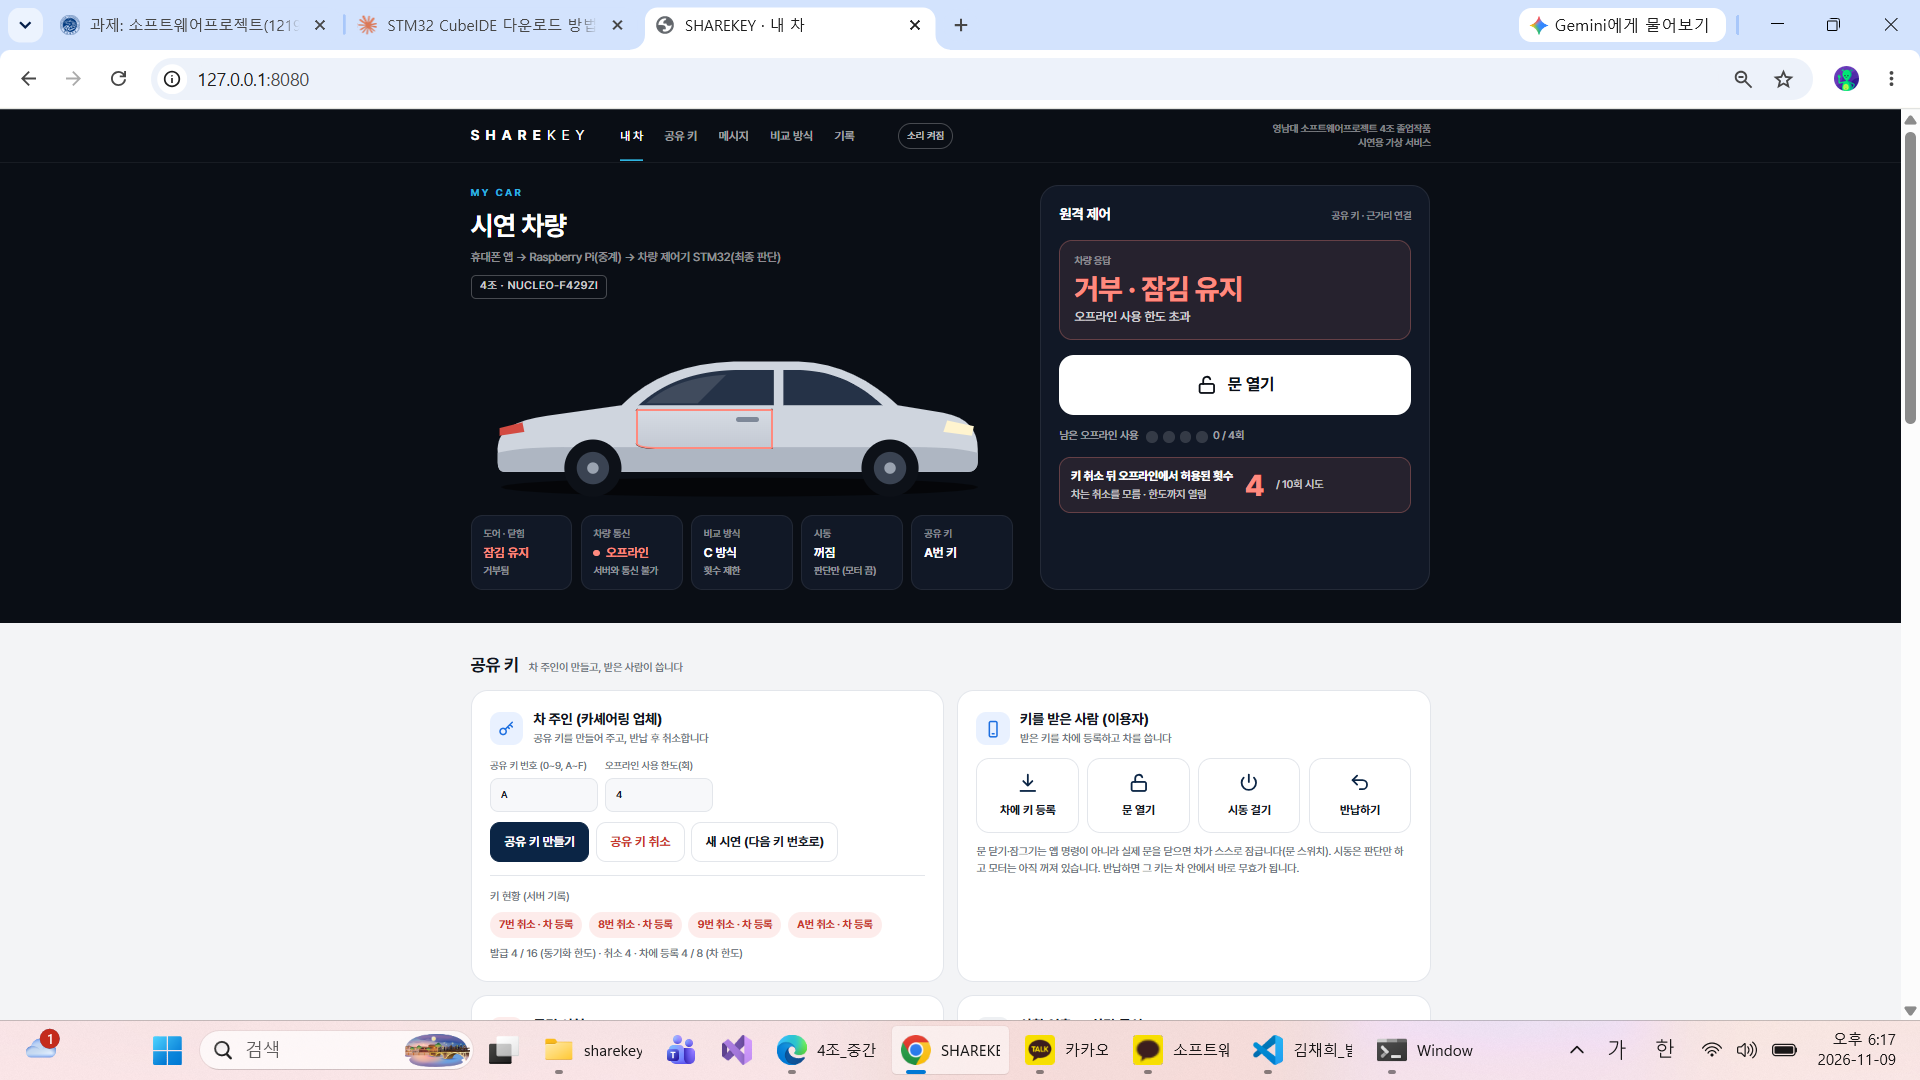 과제: 소프트웨어프로젝트(1219
STM32 CubeIDE 다운로드 방법
SHAREKEY · 내 차
Gemini에게 물어보기
127.0.0.1:8080
SHAREKEY
내 차
공유 키
메시지
비교 방식
기록
소리 켜짐
영남대 소프트웨어프로젝트 4조 졸업작품
시연용 가상 서비스
MY CAR
시연 차량
휴대폰 앱 → Raspberry Pi(중계) → 차량 제어기 STM32(최종 판단)
4조 · NUCLEO-F429ZI
도어 · 닫힘
잠김 유지
거부됨
차량 통신
오프라인
서버와 통신 불가
비교 방식
C 방식
횟수 제한
시동
꺼짐
판단만 (모터 끔)
공유 키
A번 키
원격 제어
공유 키 · 근거리 연결
차량 응답
거부 · 잠김 유지
오프라인 사용 한도 초과
문 열기
남은 오프라인 사용 0 / 4회
키 취소 뒤 오프라인에서 허용된 횟수
차는 취소를 모름 · 한도까지 열림
4 / 10회 시도
공유 키 차 주인이 만들고, 받은 사람이 씁니다
차 주인 (카셰어링 업체)
공유 키를 만들어 주고, 반납 후 취소합니다
공유 키 번호 (0~9, A~F)
오프라인 사용 한도(회)
A
4
공유 키 만들기
공유 키 취소
새 시연 (다음 키 번호로)
키 현황 (서버 기록)
7번 취소 · 차 등록
8번 취소 · 차 등록
9번 취소 · 차 등록
A번 취소 · 차 등록
발급 4 / 16 (동기화 한도) · 취소 4 · 차에 등록 4 / 8 (차 한도)
키를 받은 사람 (이용자)
받은 키를 차에 등록하고 차를 씁니다
차에 키 등록
문 열기
시동 걸기
반납하기
문 닫기·잠그기는 앱 명령이 아니라 실제 문을 닫으면 차가 스스로 잠급니다(문 스위치). 시동은 판단만 하
고 모터는 아직 꺼져 있습니다. 반납하면 그 키는 차 안에서 바로 무효가 됩니다.
1
검색
sharekey
4조_중간
SHAREKE
TALK
카카오
소프트웨
김채희_빌
Window
가
한
오후 6:17
2026-11-09